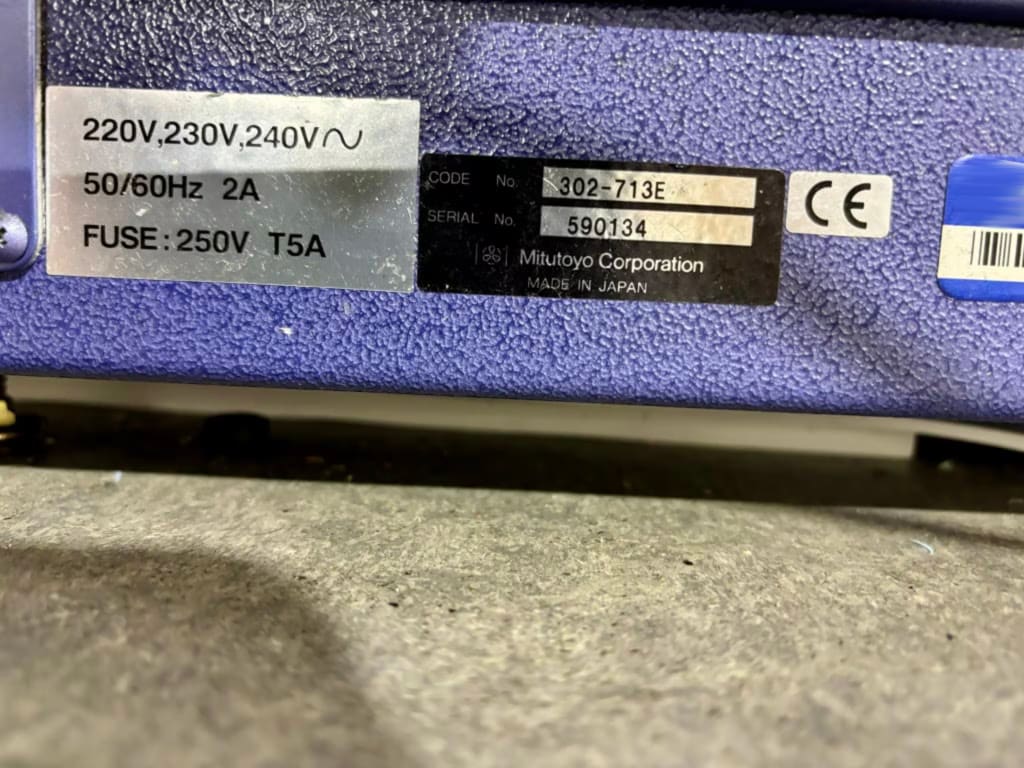 220V,230V,240V~
50/60Hz 2A
FUSE:250V T5A
CODE No. 302-713E
SERIAL No. 590134
Mitutoyo Corporation
MADE IN JAPAN
CE